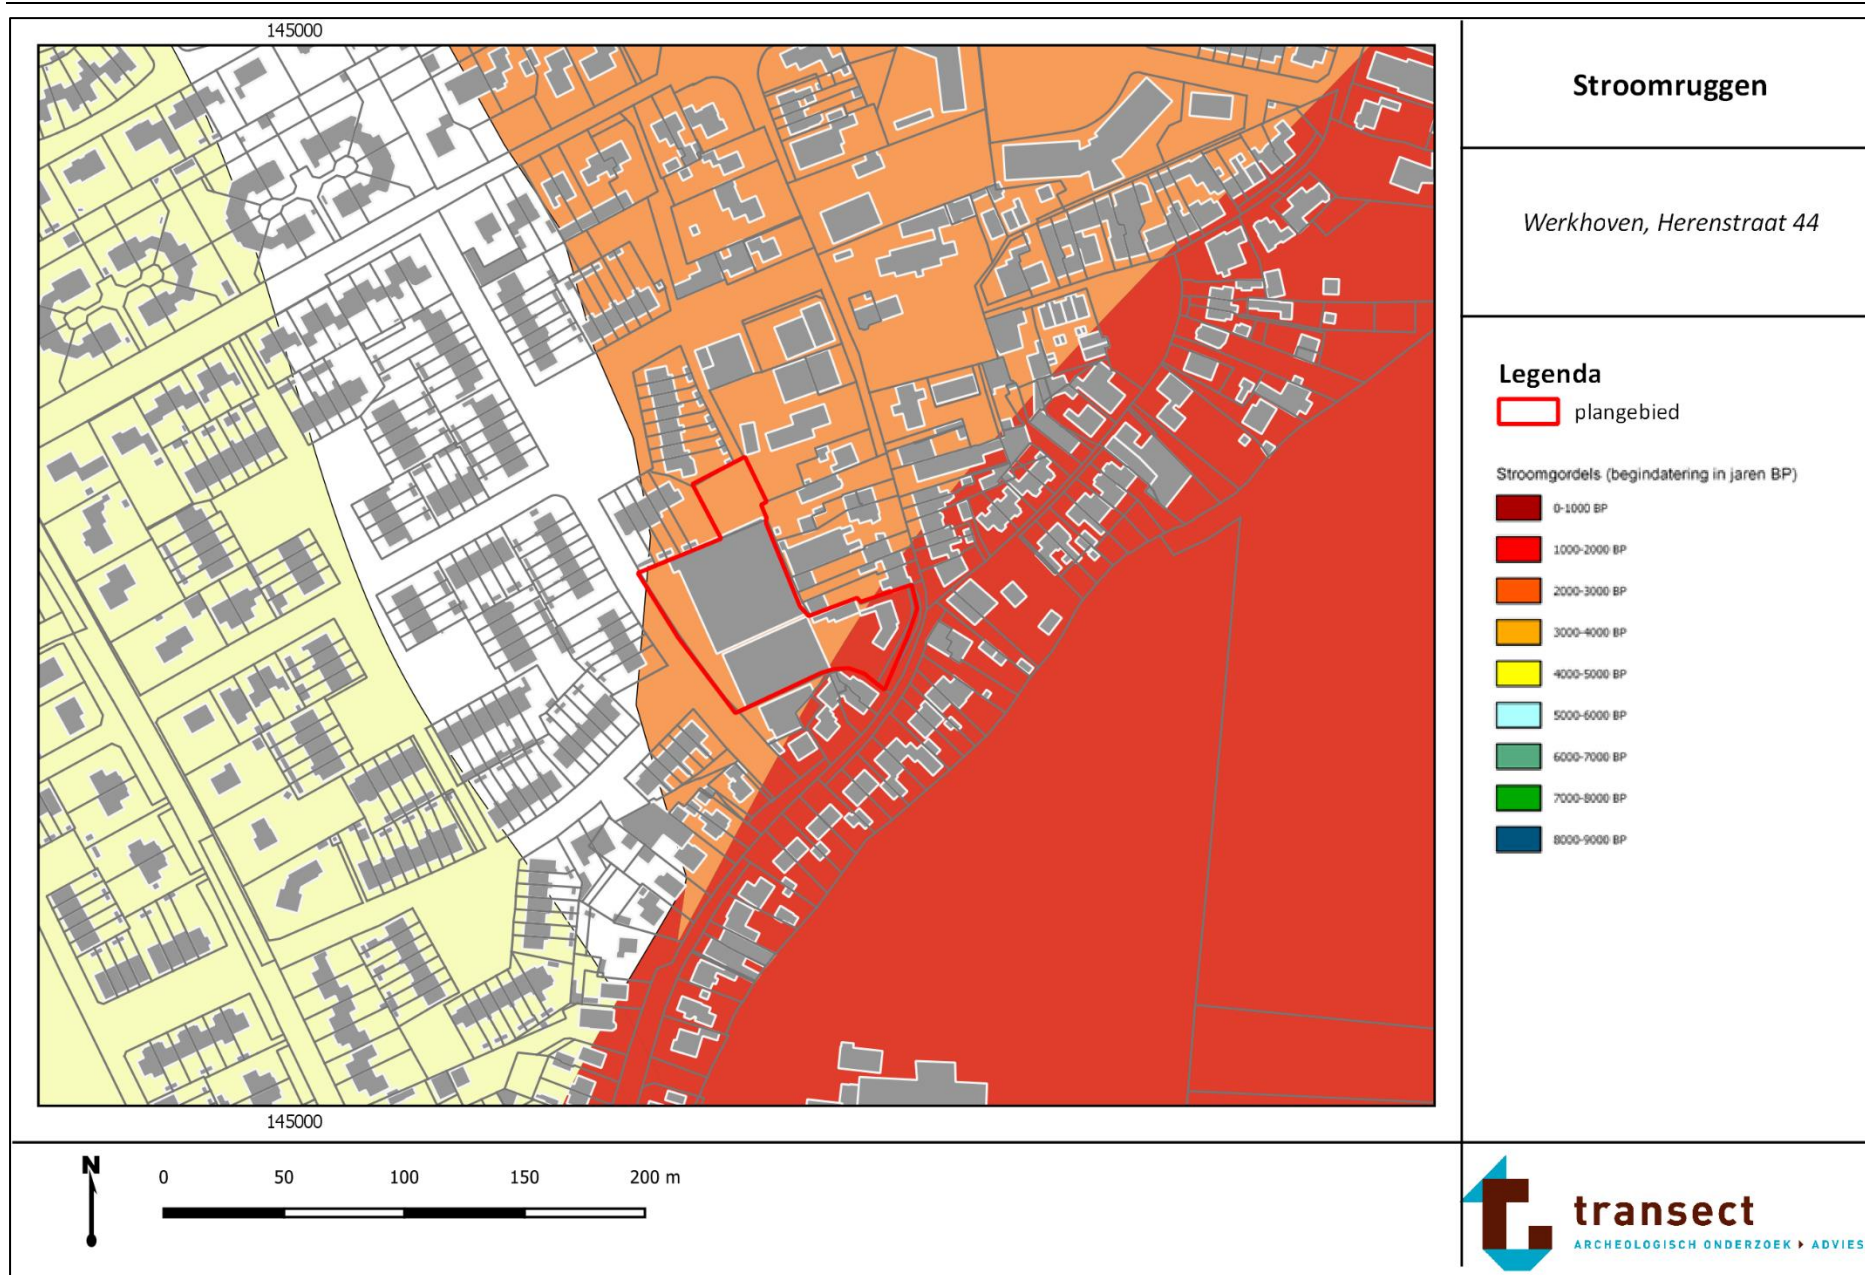 145000
Stroomruggen
Werkhoven, Herenstraat 44
Legenda
plangebied
Stroomgordels (begindatering in jaren BP)
0-1000 BP
1000-2000 BP
2000-3000 BP
3000-4000 BP
4000-5000 BP
5000-6000 BP
6000-7000 BP
7000-8000 BP
8000-9000 BP
145000
N
0 50 100 150 200 m
transect
ARCHEOLOGISCH ONDERZOEK ▸ ADVIES